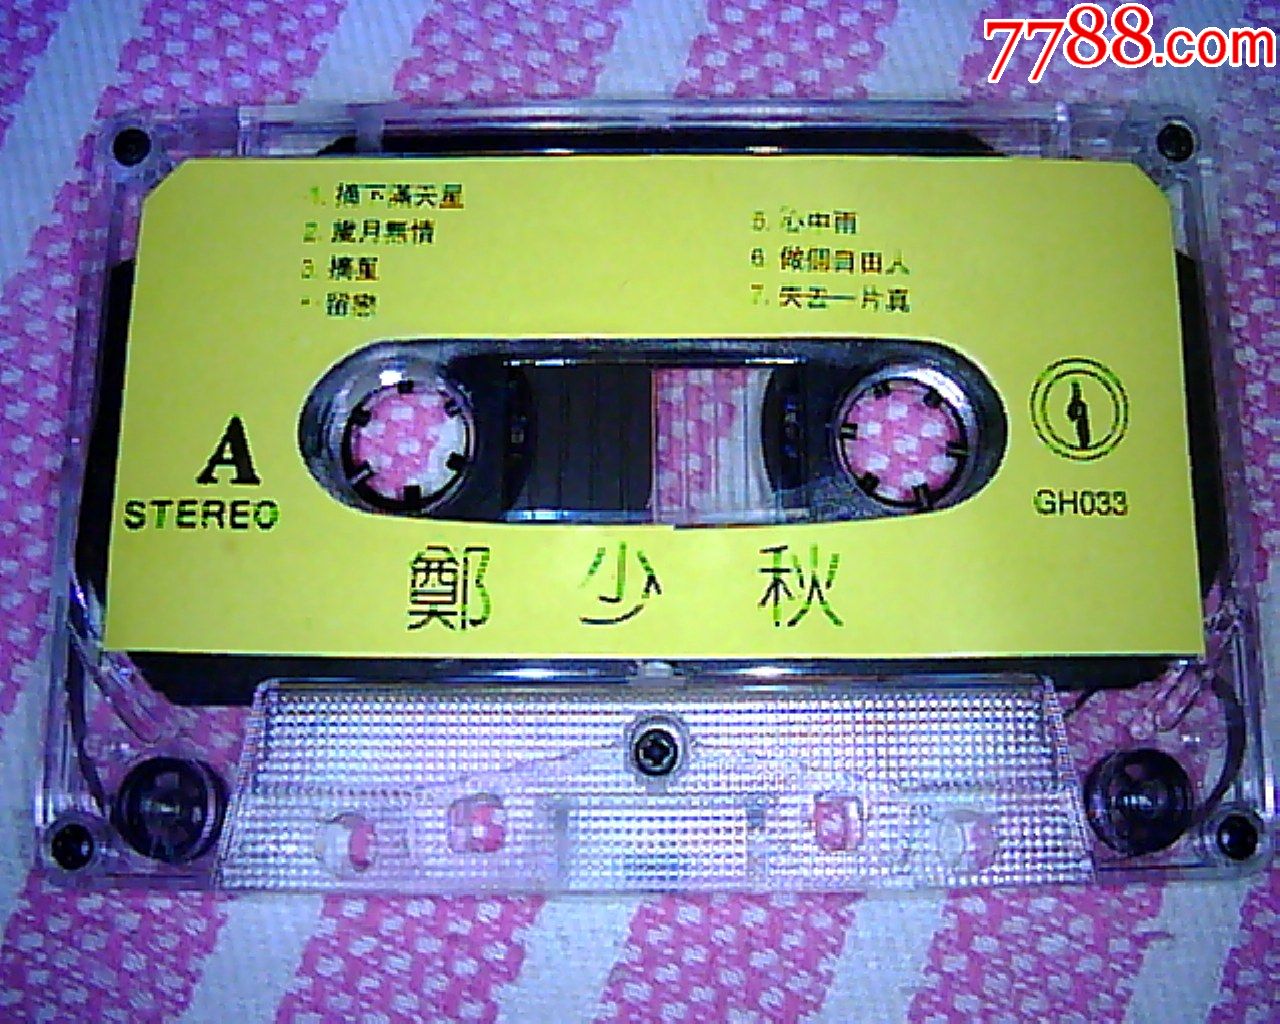 7788.com
1. 摘下滿天星
2. 歲月無情
3. 摘星
留戀
5. 心中雨
6 做個自由人
7. 失去一片真
A
STEREO
GH033
鄭少秋